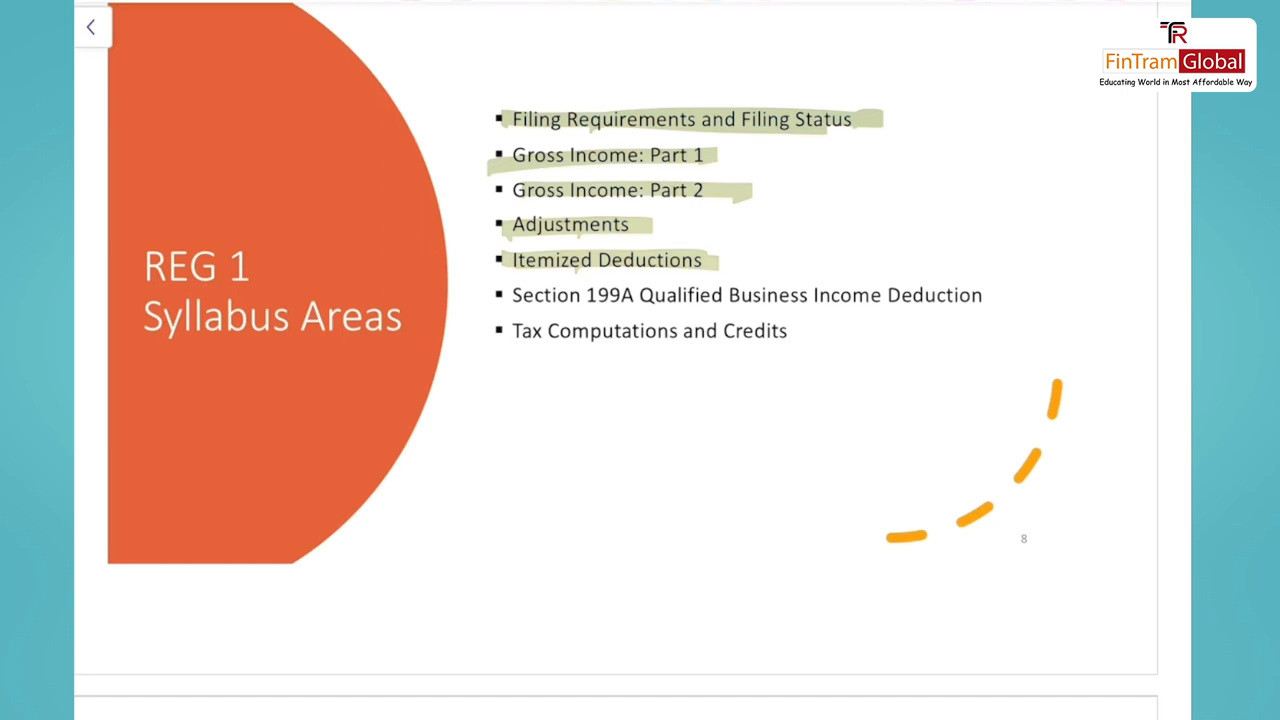 TR
FinTram Global
Educating World in Most Affordable Way
REG 1
Syllabus Areas
▪ Filing Requirements and Filing Status
▪ Gross Income: Part 1
▪ Gross Income: Part 2
▪ Adjustments
▪ Itemized Deductions
▪ Section 199A Qualified Business Income Deduction
▪ Tax Computations and Credits
8